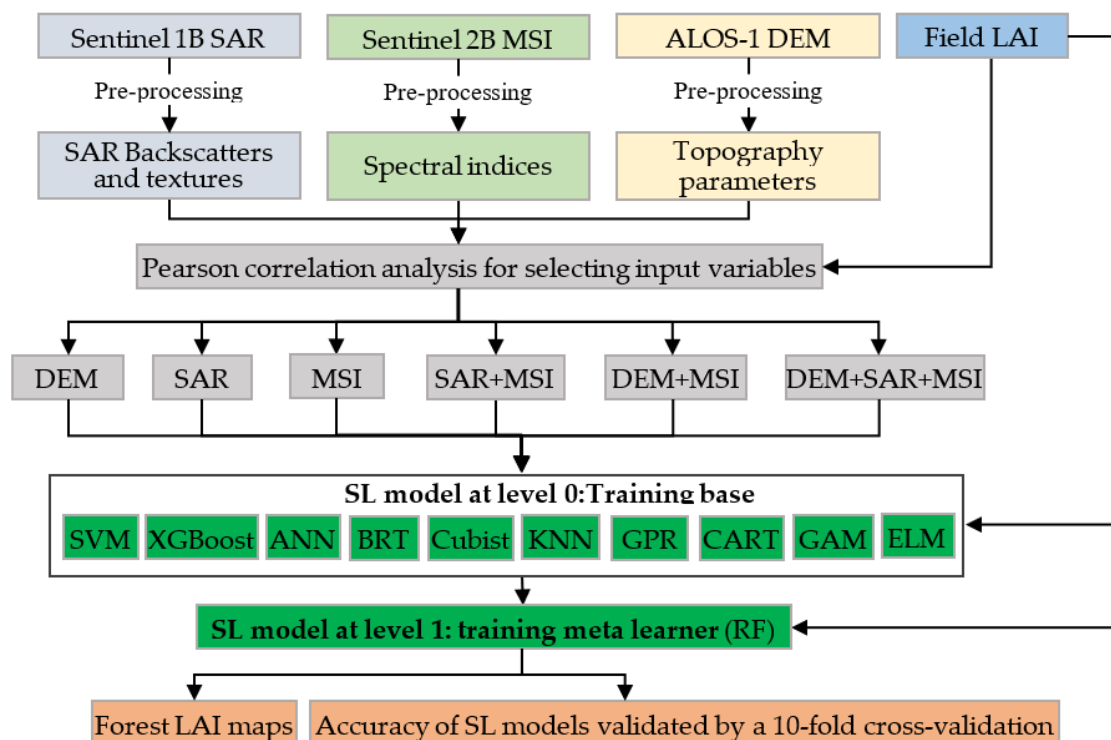 Sentinel 1B SAR
Sentinel 2B MSI
ALOS-1 DEM
Field LAI
Pre-processing
Pre-processing
Pre-processing
SAR Backscatters
and textures
Spectral indices
Topography
parameters
Pearson correlation analysis for selecting input variables
DEM
SAR
MSI
SAR+MSI
DEM+MSI
DEM+SAR+MSI
SL model at level 0:Training base
SVM
XGBoost
ANN
BRT
Cubist
KNN
GPR
CART
GAM
ELM
SL model at level 1: training meta learner (RF)
Forest LAI maps
Accuracy of SL models validated by a 10-fold cross-validation